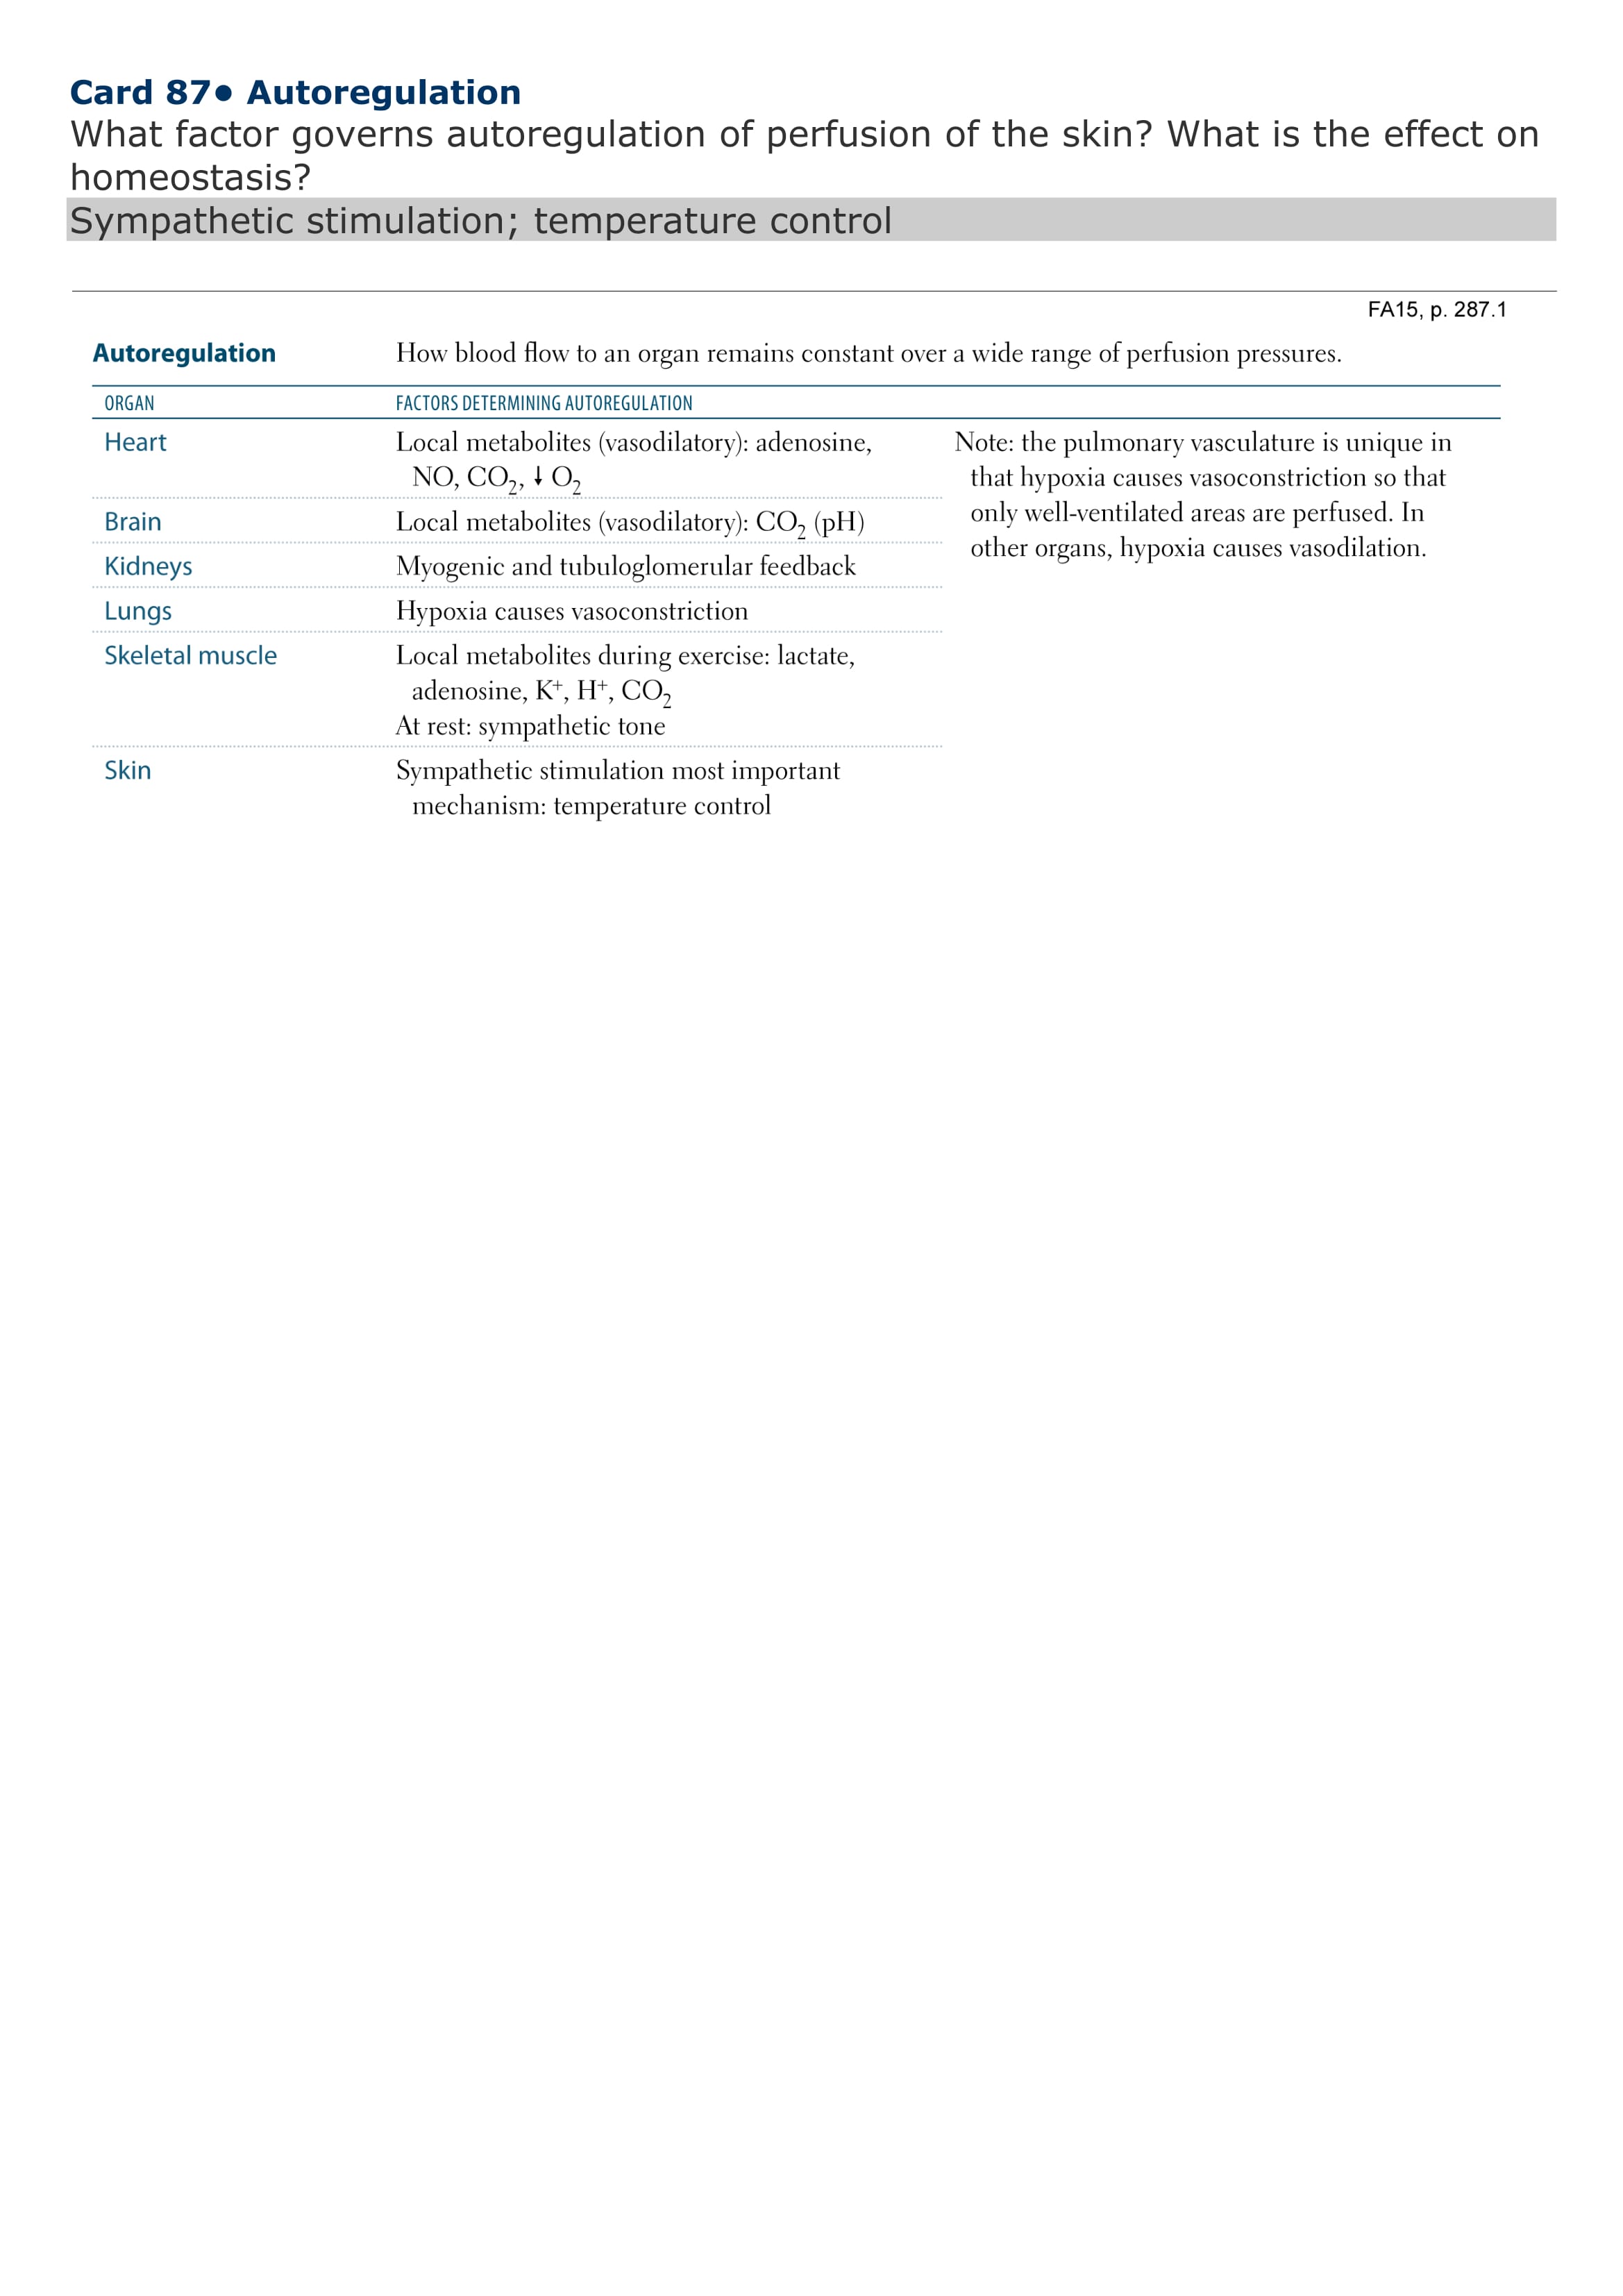 Card 87● Autoregulation
What factor governs autoregulation of perfusion of the skin? What is the effect on
homeostasis?
Sympathetic stimulation; temperature control
FA15, p. 287.1
Autoregulation How blood flow to an organ remains constant over a wide range of perfusion pressures.
ORGAN FACTORS DETERMINING AUTOREGULATION
Heart Local metabolites (vasodilatory): adenosine,
NO, CO₂, ↓ O₂
Brain Local metabolites (vasodilatory): CO₂ (pH)
Kidneys Myogenic and tubuloglomerular feedback
Lungs Hypoxia causes vasoconstriction
Skeletal muscle Local metabolites during exercise: lactate,
adenosine, K⁺, H⁺, CO₂
At rest: sympathetic tone
Skin Sympathetic stimulation most important
mechanism: temperature control
Note: the pulmonary vasculature is unique in
that hypoxia causes vasoconstriction so that
only well-ventilated areas are perfused. In
other organs, hypoxia causes vasodilation.